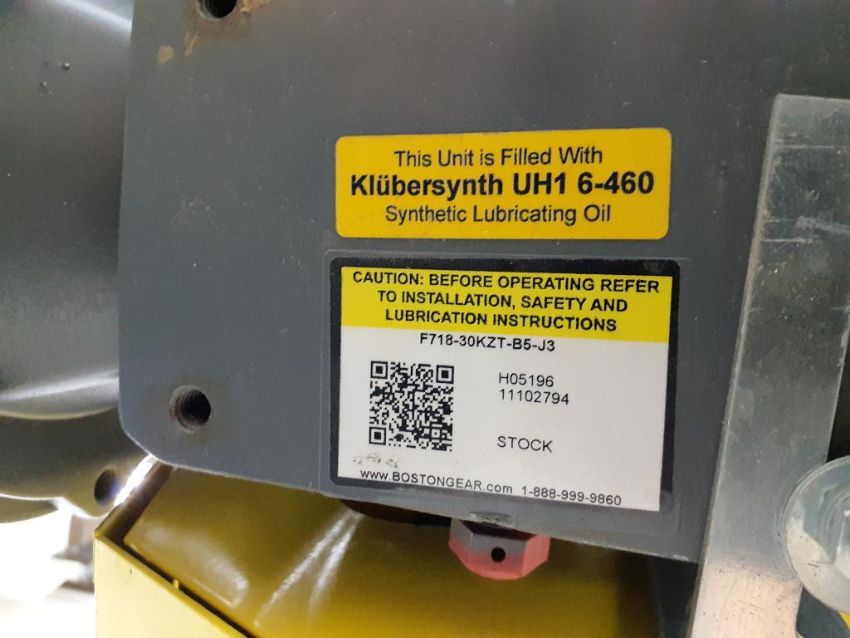 This Unit is Filled With
Klübersynth UH1 6-460
Synthetic Lubricating Oil
CAUTION: BEFORE OPERATING REFER
TO INSTALLATION, SAFETY AND
LUBRICATION INSTRUCTIONS
F718-30KZT-B5-J3
H05196
11102794
STOCK
www.BOSTONGEAR.com 1-888-999-9860